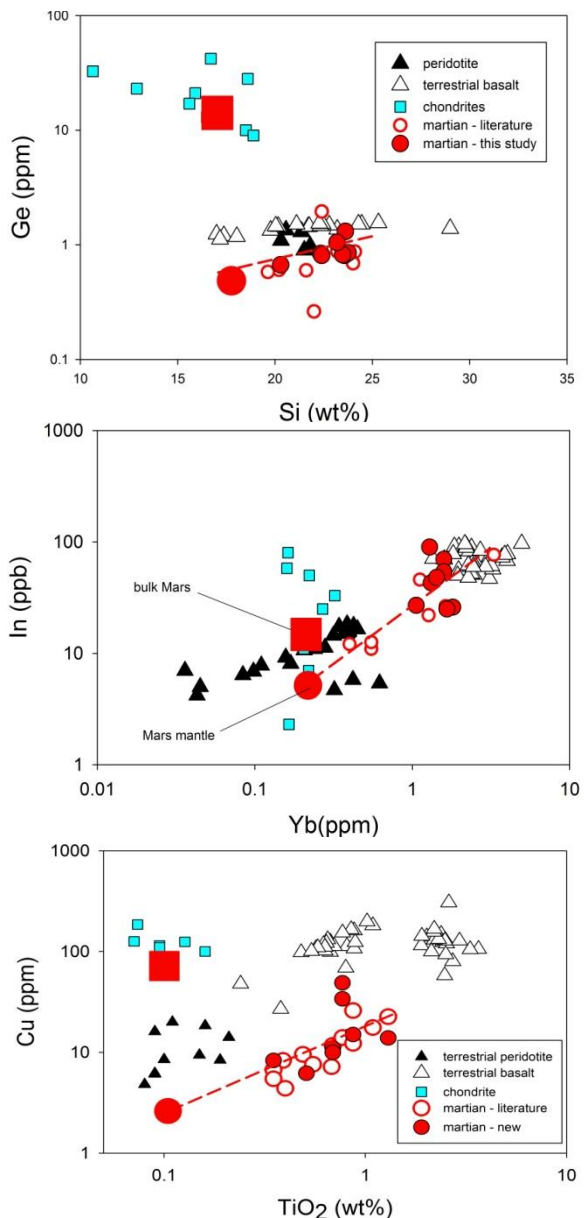 100
10
1
0.1
Ge (ppm)
peridotite
terrestrial basalt
chondrites
martian - literature
martian - this study
10 15 20 25 30 35
Si (wt%)
1000
100
10
1
In (ppb)
bulk Mars
Mars mantle
0.01 0.1 1 10
Yb(ppm)
1000
100
10
1
Cu (ppm)
terrestrial peridotite
terrestrial basalt
chondrite
martian - literature
martian - new
0.1 1 10
TiO2 (wt%)